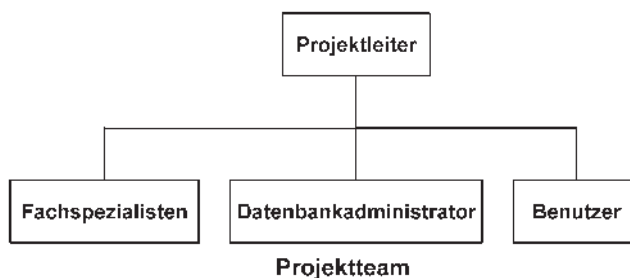 Projektleiter
Fachspezialisten
Datenbankadministrator
Benutzer
Projektteam